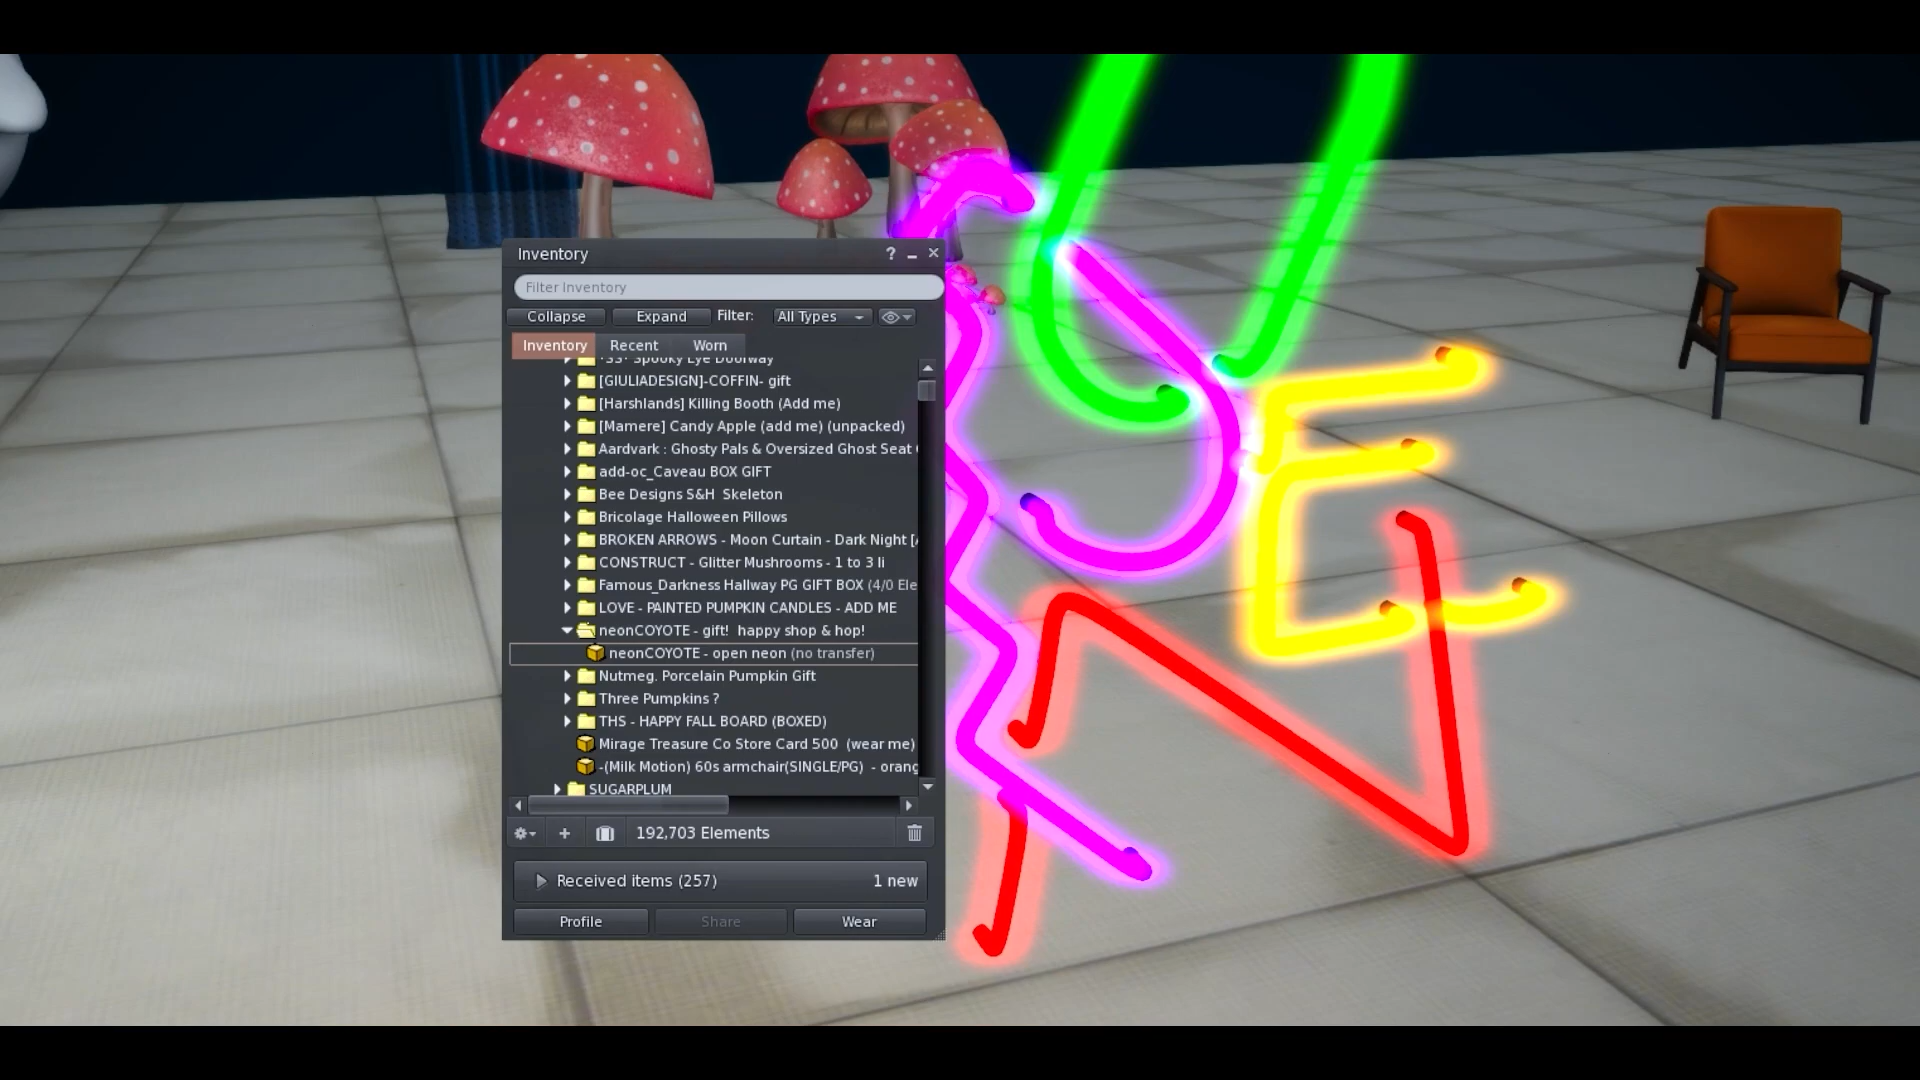 Inventory
Filter Inventory
Collapse Expand Filter: All Types
Inventory Recent Worn
*SS* Spooky Eye Doorway
[GIULIADESIGN]-COFFIN- gift
[Harshlands] Killing Booth (Add me)
[Mamere] Candy Apple (add me) (unpacked)
Aardvark : Ghosty Pals & Oversized Ghost Seat
add-oc_Caveau BOX GIFT
Bee Designs S&H  Skeleton
Bricolage Halloween Pillows
BROKEN ARROWS - Moon Curtain - Dark Night [
CONSTRUCT - Glitter Mushrooms - 1 to 3 li
Famous_Darkness Hallway PG GIFT BOX (4/0 Ele
LOVE - PAINTED PUMPKIN CANDLES - ADD ME
neonCOYOTE - gift!  happy shop & hop!
neonCOYOTE - open neon (no transfer)
Nutmeg. Porcelain Pumpkin Gift
Three Pumpkins ?
THS - HAPPY FALL BOARD (BOXED)
Mirage Treasure Co Store Card 500  (wear me)
-(Milk Motion) 60s armchair(SINGLE/PG)  - orang
SUGARPLUM
192,703 Elements
Received items (257) 1 new
Profile Share Wear